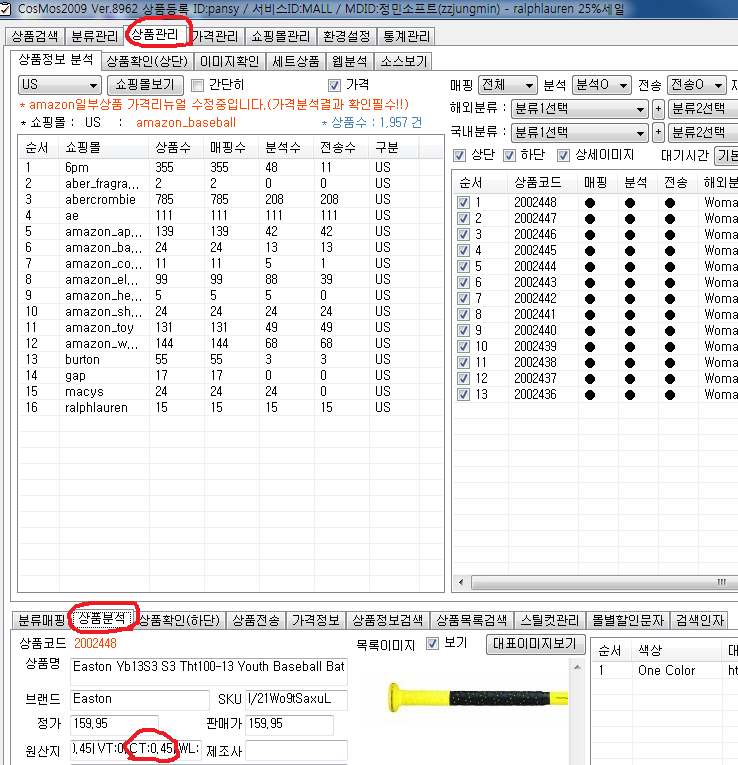 CosMos2009 Ver.8962 상품등록 ID:pansy / 서비스ID:MALL / MDID:정민소프트(zzjungmin) - ralphlauren 25%세일
상품검색 분류관리 상품관리 가격관리 쇼핑몰관리 환경설정 통계관리
상품정보 분석 상품확인(상단) 이미지확인 세트상품 웹분석 소스보기
US 쇼핑몰보기 간단히 가격
* amazon일부상품 가격리뉴얼 수정중입니다.(가격분석결과 확인필수!!)
* 쇼핑몰 : US : amazon_baseball * 상품수 : 1,957 건
순서 쇼핑몰 상품수 매핑수 분석수 전송수 구분
1 6pm 355 355 48 11 US
2 aber_fragra... 2 2 0 0 US
3 abercrombie 785 785 208 208 US
4 ae 111 111 111 111 US
5 amazon_ap... 139 139 42 42 US
6 amazon_ba... 24 24 13 13 US
7 amazon_co... 11 11 5 1 US
8 amazon_el... 99 99 88 39 US
9 amazon_he... 5 5 5 0 US
10 amazon_sh... 24 24 24 24 US
11 amazon_toy 131 131 49 49 US
12 amazon_w... 144 144 68 68 US
13 burton 55 55 3 3 US
14 gap 17 17 0 0 US
15 macys 24 24 24 0 US
16 ralphlauren 15 15 15 15 US
매핑 전체 분석 분석O 전송 전송O
해외분류 : 분류1선택 + 분류2선택
국내분류 : 분류1선택 + 분류2선택
상단 하단 상세이미지 대기시간 기본
순서 상품코드 매핑 분석 전송 해외분
1 2002448 ● ● ● Woma
2 2002447 ● ● ● Woma
3 2002446 ● ● ● Woma
4 2002445 ● ● ● Woma
5 2002444 ● ● ● Woma
6 2002443 ● ● ● Woma
7 2002442 ● ● ● Woma
8 2002441 ● ● ● Woma
9 2002440 ● ● ● Woma
10 2002439 ● ● ● Woma
11 2002438 ● ● ● Woma
12 2002437 ● ● ● Woma
13 2002436 ● ● ● Woma
분류매핑 상품분석 상품확인(하단) 상품전송 가격정보 상품정보검색 상품목록검색 스틸컷관리 몰별할인문자 검색인자
상품코드 2002448 목록이미지 보기 대표이미지보기
상품명 Easton Yb13S3 S3 Tht100-13 Youth Baseball Bat
브랜드 Easton SKU I/21Wo9tSaxuL
정가 159.95 판매가 159.95
원산지 0.45| VT:0 CT:0.45| WL: 제조사
순서 색상 대
1 One Color ht